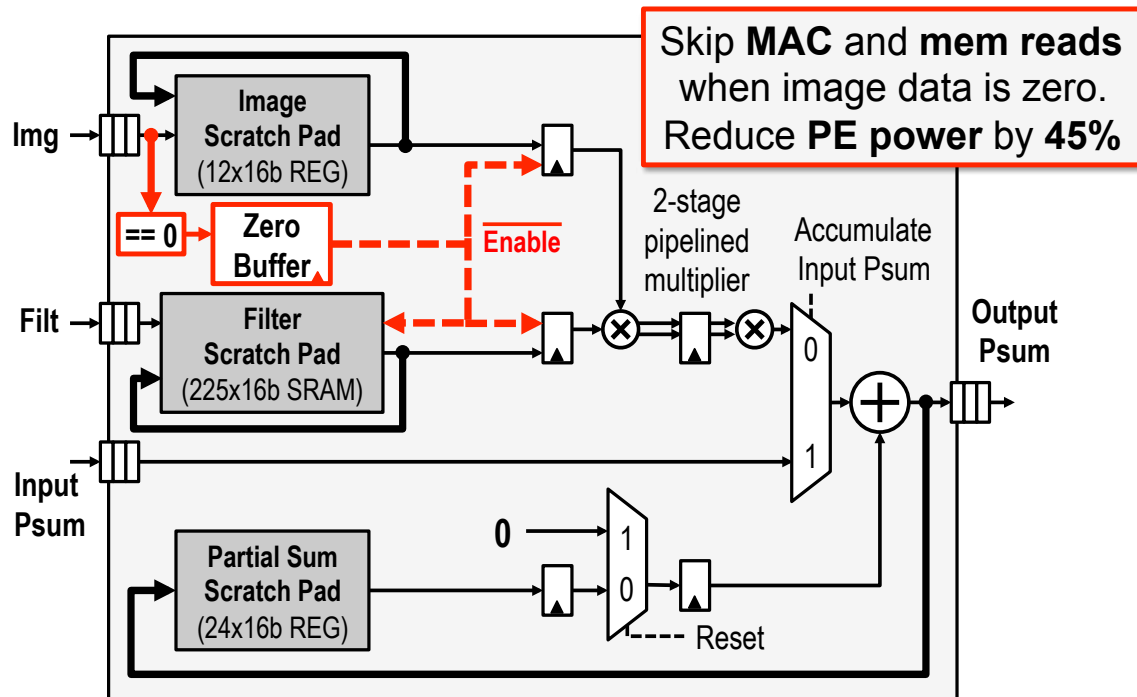 Skip MAC and mem reads
when image data is zero.
Reduce PE power by 45%
Img
Image
Scratch Pad
(12x16b REG)
== 0
Zero
Buffer
Enable
2-stage
pipelined
multiplier
Accumulate
Input Psum
Filt
Filter
Scratch Pad
(225x16b SRAM)
0
1
Output
Psum
Input
Psum
0
1
0
Partial Sum
Scratch Pad
(24x16b REG)
Reset